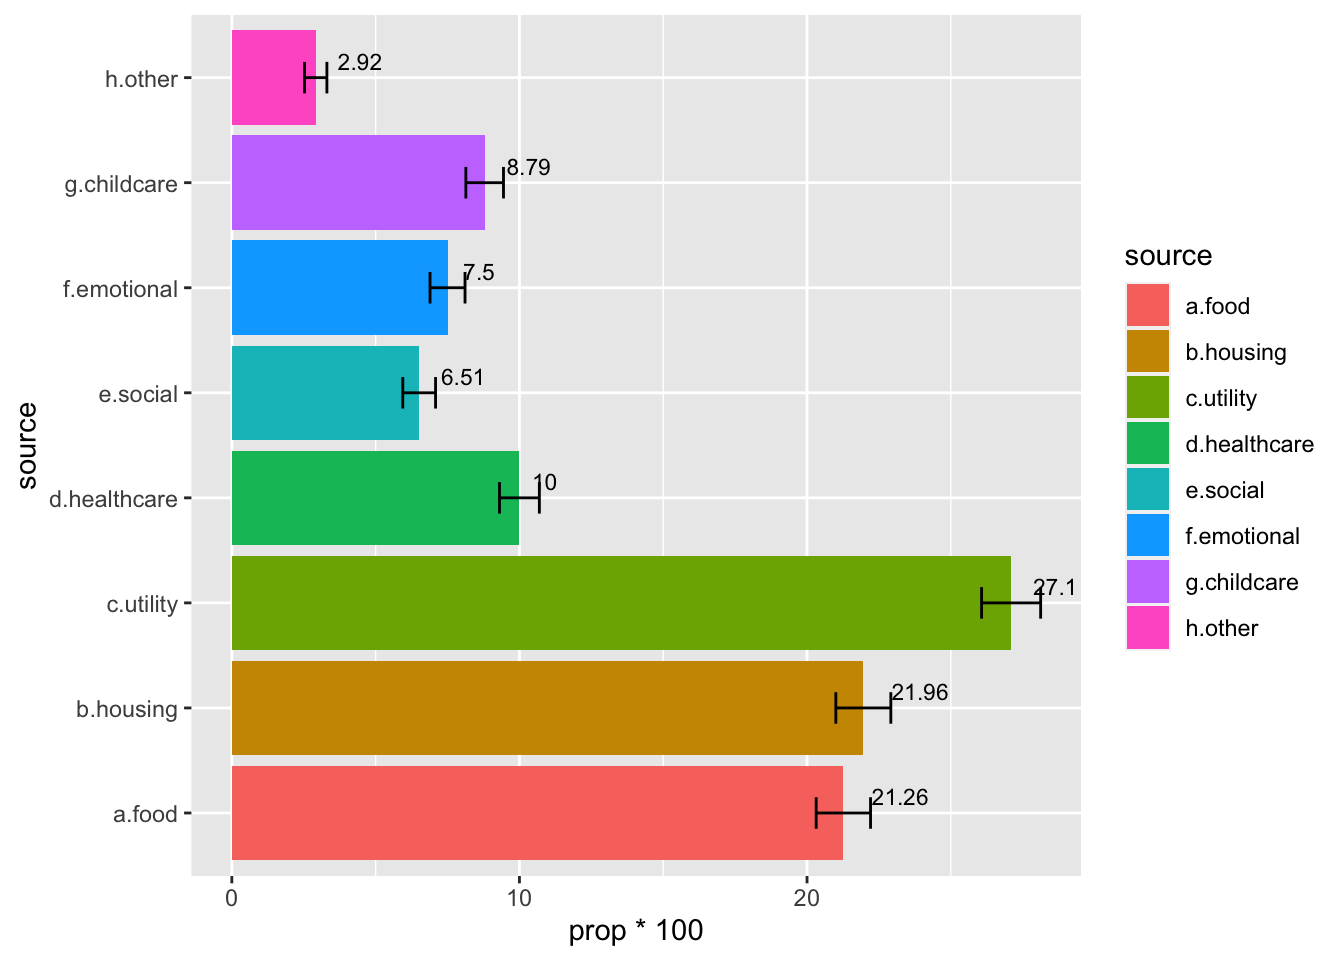 h.other
2.92
g.childcare
8.79
f.emotional
7.5
e.social
6.51
d.healthcare
10
c.utility
27.1
b.housing
21.96
a.food
21.26
source
0
10
20
prop * 100
source
a.food
b.housing
c.utility
d.healthcare
e.social
f.emotional
g.childcare
h.other